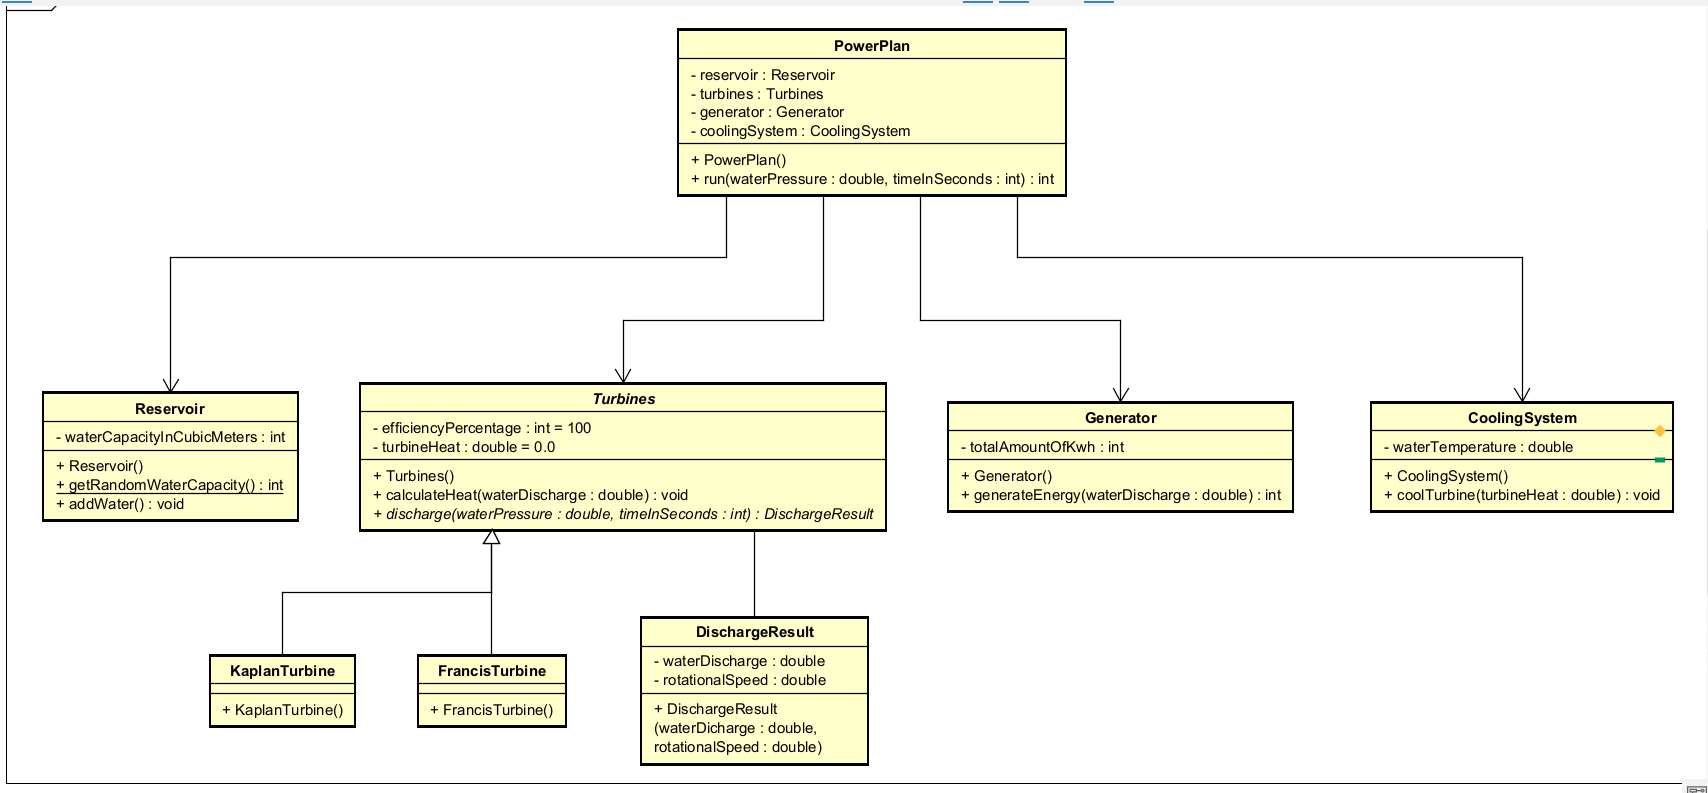 PowerPlan
- reservoir : Reservoir
- turbines : Turbines
- generator : Generator
- coolingSystem : CoolingSystem
+ PowerPlan()
+ run(waterPressure : double, timeInSeconds : int) : int
Reservoir
- waterCapacityInCubicMeters : int
+ Reservoir()
+ getRandomWaterCapacity() : int
+ addWater() : void
Turbines
- efficiencyPercentage : int = 100
- turbineHeat : double = 0.0
+ Turbines()
+ calculateHeat(waterDischarge : double) : void
+ discharge(waterPressure : double, timeInSeconds : int) : DischargeResult
Generator
- totalAmountOfKwh : int
+ Generator()
+ generateEnergy(waterDischarge : double) : int
CoolingSystem
- waterTemperature : double
+ CoolingSystem()
+ coolTurbine(turbineHeat : double) : void
KaplanTurbine
+ KaplanTurbine()
FrancisTurbine
+ FrancisTurbine()
DischargeResult
- waterDischarge : double
- rotationalSpeed : double
+ DischargeResult
(waterDicharge : double,
rotationalSpeed : double)